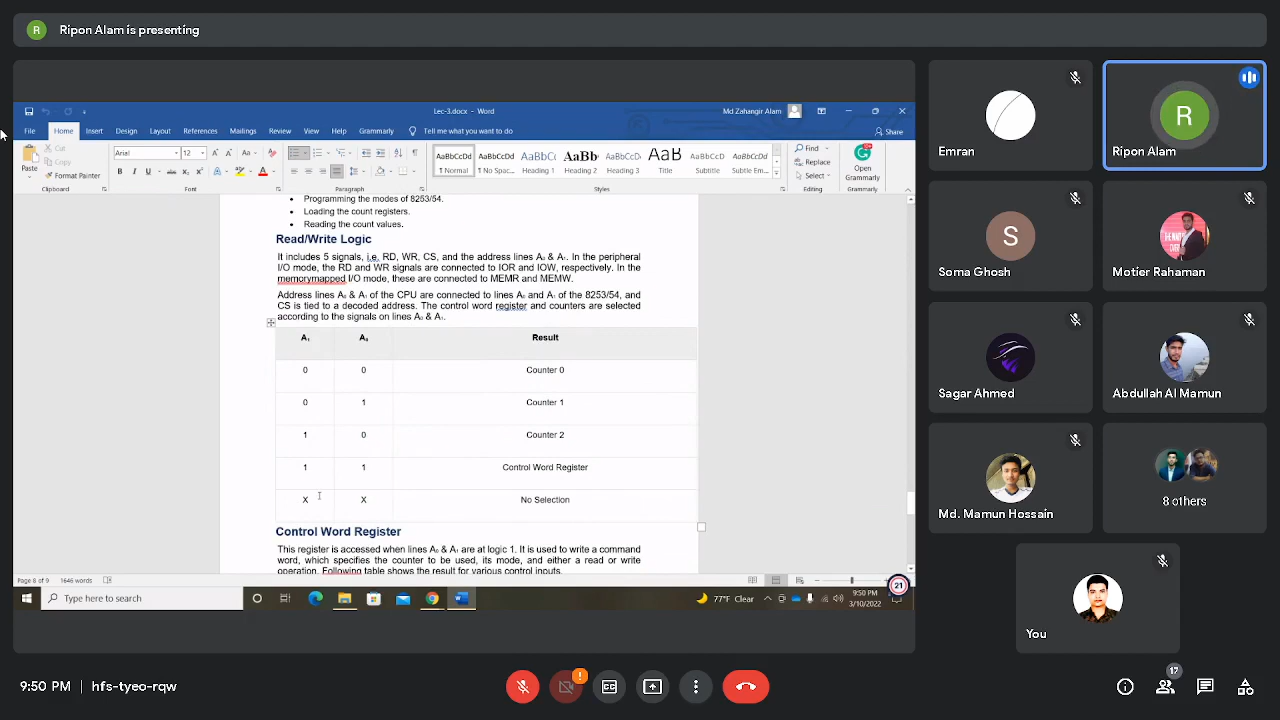 R Ripon Alam is presenting
Lec-3.docx - Word
Md Zahangir Alam
File Home Insert Design Layout References Mailings Review View Help Grammarly Tell me what you want to do Share
Paste
Cut
Copy
Format Painter
Clipboard
Arial 12
B I U abc X₂ X²
Font
Paragraph
AaBbCcDd AaBbCcDd AaBbC AaBb( AaBbCcD AaB AaBbCcD AaBbCcDd
1 Normal 1 No Spac... Heading 1 Heading 2 Heading 3 Title Subtitle Subtle Em...
Styles
Find
Replace
Select
Editing
Open
Grammarly
Grammarly
• Programming the modes of 8253/54.
• Loading the count registers.
• Reading the count values.
Read/Write Logic
It includes 5 signals, i.e. RD, WR, CS, and the address lines A₀ & A₁. In the peripheral
I/O mode, the RD and WR signals are connected to IOR and IOW, respectively. In the
memorymapped I/O mode, these are connected to MEMR and MEMW.
Address lines A₀ & A₁ of the CPU are connected to lines A₀ and A₁ of the 8253/54, and
CS is tied to a decoded address. The control word register and counters are selected
according to the signals on lines A₀ & A₁.
A₁ A₀ Result
0 0 Counter 0
0 1 Counter 1
1 0 Counter 2
1 1 Control Word Register
X X No Selection
Control Word Register
This register is accessed when lines A₀ & A₁ are at logic 1. It is used to write a command
word, which specifies the counter to be used, its mode, and either a read or write
operation. Following table shows the result for various control inputs.
Page 8 of 9 1646 words
21
Type here to search
77°F Clear
9:50 PM
3/10/2022
Emran
R
Ripon Alam
S
Soma Ghosh
Motier Rahaman
Sagar Ahmed
Abdullah Al Mamun
Md. Mamun Hossain
8 others
You
9:50 PM | hfs-tyeo-rqw
!
CC
17